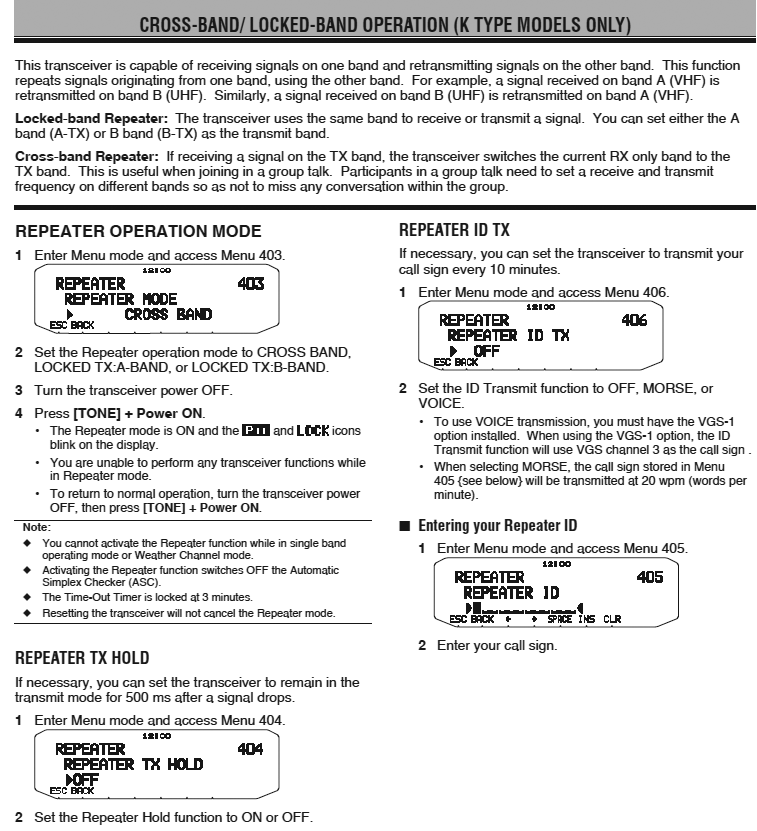 CROSS-BAND/ LOCKED-BAND OPERATION (K TYPE MODELS ONLY)
This transceiver is capable of receiving signals on one band and retransmitting signals on the other band. This function
repeats signals originating from one band, using the other band. For example, a signal received on band A (VHF) is
retransmitted on band B (UHF). Similarly, a signal received on band B (UHF) is retransmitted on band A (VHF).
Locked-band Repeater: The transceiver uses the same band to receive or transmit a signal. You can set either the A
band (A-TX) or B band (B-TX) as the transmit band.
Cross-band Repeater: If receiving a signal on the TX band, the transceiver switches the current RX only band to the
TX band. This is useful when joining in a group talk. Participants in a group talk need to set a receive and transmit
frequency on different bands so as not to miss any conversation within the group.
REPEATER OPERATION MODE
1 Enter Menu mode and access Menu 403.
12:00
REPEATER 403
REPEATER MODE
CROSS BAND
ESC BACK
2 Set the Repeater operation mode to CROSS BAND,
LOCKED TX:A-BAND, or LOCKED TX:B-BAND.
3 Turn the transceiver power OFF.
4 Press [TONE] + Power ON.
• The Repeater mode is ON and the and LOCK icons
blink on the display.
• You are unable to perform any transceiver functions while
in Repeater mode.
• To return to normal operation, turn the transceiver power
OFF, then press [TONE] + Power ON.
Note:
◆ You cannot activate the Repeater function while in single band
operating mode or Weather Channel mode.
◆ Activating the Repeater function switches OFF the Automatic
Simplex Checker (ASC).
◆ The Time-Out Timer is locked at 3 minutes.
◆ Resetting the transceiver will not cancel the Repeater mode.
REPEATER TX HOLD
If necessary, you can set the transceiver to remain in the
transmit mode for 500 ms after a signal drops.
1 Enter Menu mode and access Menu 404.
12:00
REPEATER 404
REPEATER TX HOLD
OFF
ESC BACK
2 Set the Repeater Hold function to ON or OFF.
REPEATER ID TX
If necessary, you can set the transceiver to transmit your
call sign every 10 minutes.
1 Enter Menu mode and access Menu 406.
12:00
REPEATER 406
REPEATER ID TX
OFF
ESC BACK
2 Set the ID Transmit function to OFF, MORSE, or
VOICE.
• To use VOICE transmission, you must have the VGS-1
option installed. When using the VGS-1 option, the ID
Transmit function will use VGS channel 3 as the call sign .
• When selecting MORSE, the call sign stored in Menu
405 {see below} will be transmitted at 20 wpm (words per
minute).
■ Entering your Repeater ID
1 Enter Menu mode and access Menu 405.
12:00
REPEATER 405
REPEATER ID
ESC BACK SPACE INS CLR
2 Enter your call sign.